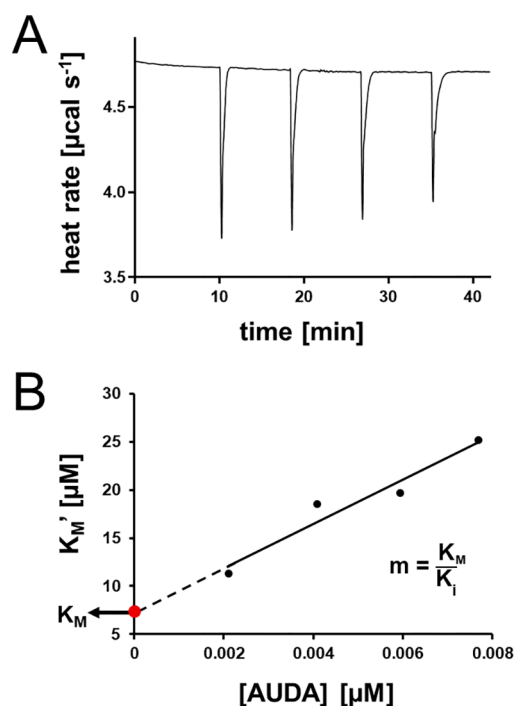 A
heat rate [µcal s⁻¹]
4.5
4.0
3.5
0
10
20
30
40
time [min]
B
K_M' [µM]
30
25
20
15
10
5
m = K_M / K_i
K_M
0
0.002
0.004
0.006
0.008
[AUDA] [µM]